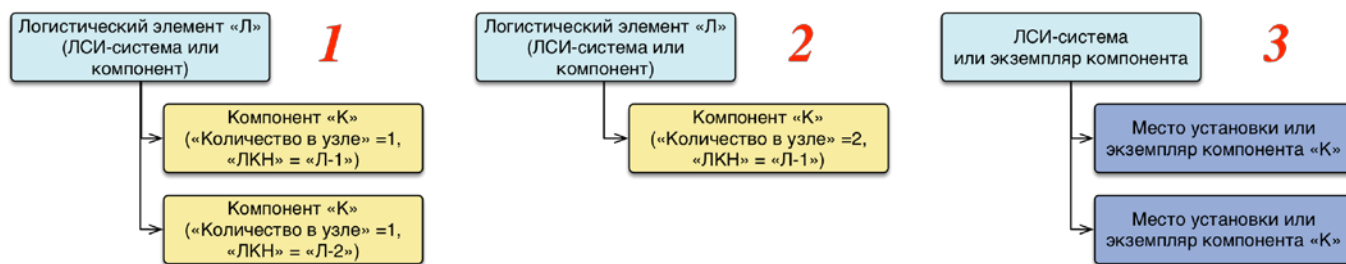 Логистический элемент «Л»
(ЛСИ-система или
компонент)
1
Компонент «К»
(«Количество в узле» =1,
«ЛКН» = «Л-1»)
Компонент «К»
(«Количество в узле» =1,
«ЛКН» = «Л-2»)
Логистический элемент «Л»
(ЛСИ-система или
компонент)
2
Компонент «К»
(«Количество в узле» =2,
«ЛКН» = «Л-1»)
ЛСИ-система
или экземпляр компонента
3
Место установки или
экземпляр компонента «К»
Место установки или
экземпляр компонента «К»